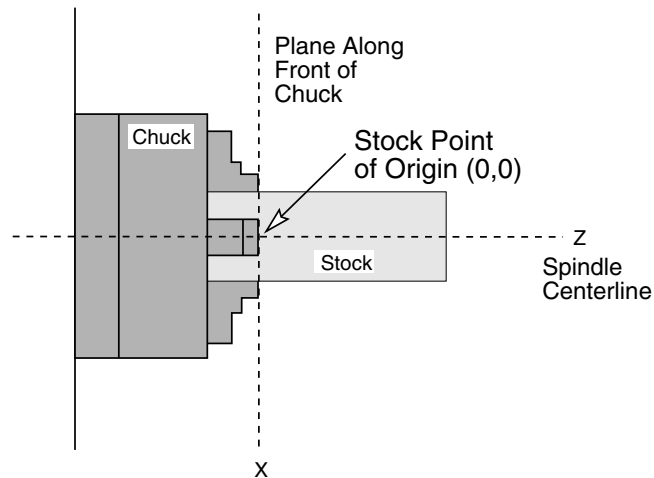 Plane Along
Front of
Chuck
Chuck
Stock Point
of Origin (0,0)
Z
Stock
Spindle
Centerline
X